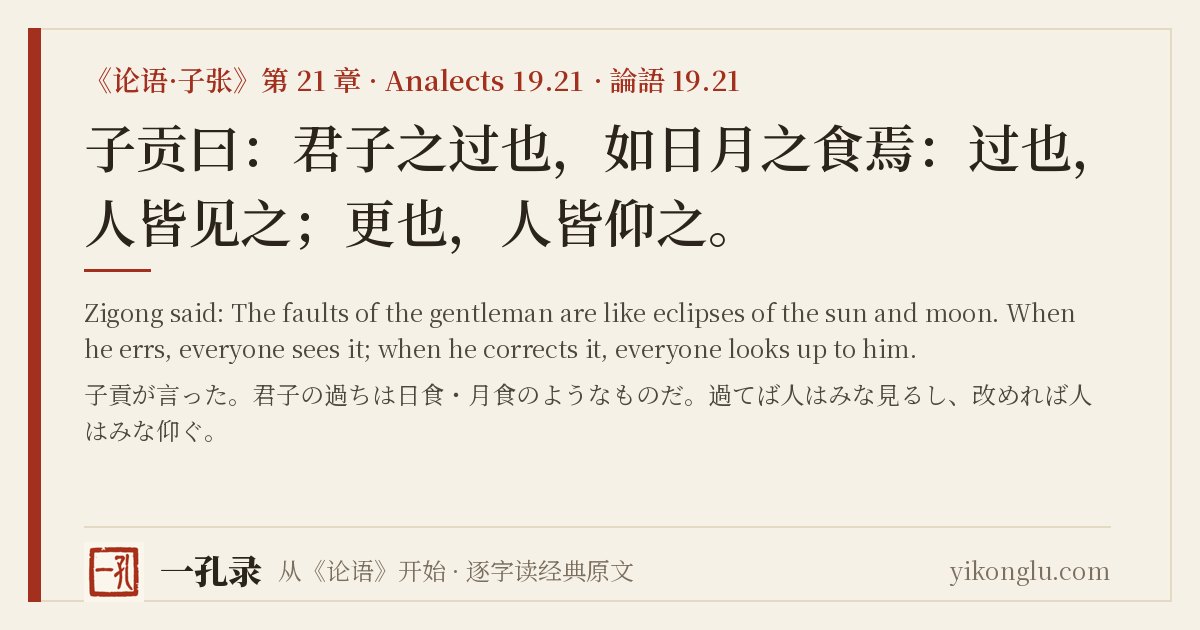 《论语·子张》第 21 章 · Analects 19.21 · 論語 19.21
子贡曰：君子之过也，如日月之食焉：过也，
人皆见之；更也，人皆仰之。
Zigong said: The faults of the gentleman are like eclipses of the sun and moon. When
he errs, everyone sees it; when he corrects it, everyone looks up to him.
子貢が言った。君子の過ちは日食・月食のようなものだ。過てば人はみな見るし、改めれば人
はみな仰ぐ。
一孔
一孔录 从《论语》开始 · 逐字读经典原文
yikonglu.com